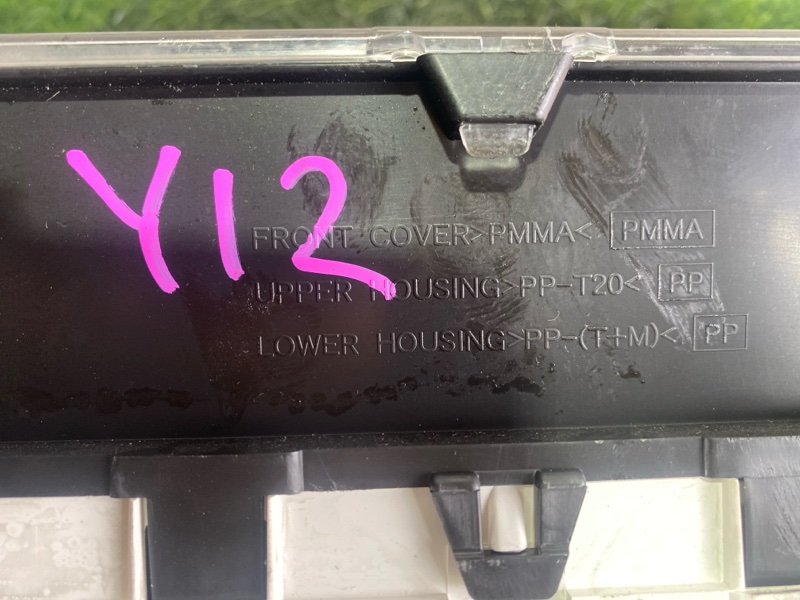 Y12
FRONT COVER>PMMA< PMMA
UPPER HOUSING>PP-T20< PP
LOWER HOUSING>PP-(T+M)< PP